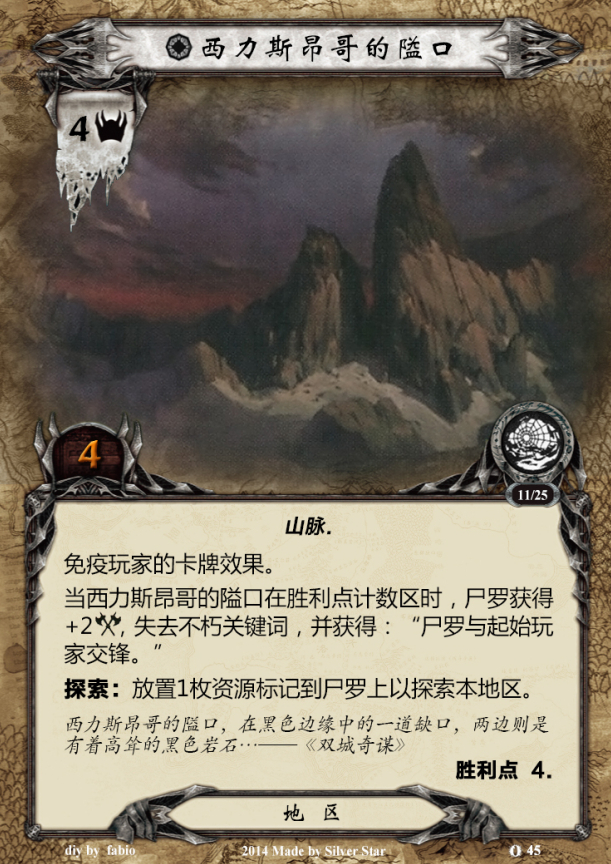 西力斯昂哥的隘口
4
4
11/25
山脉.
免疫玩家的卡牌效果。
当西力斯昂哥的隘口在胜利点计数区时，尸罗获得
+2，失去不朽关键词，并获得：“尸罗与起始玩
家交锋。”
探索：放置1枚资源标记到尸罗上以探索本地区。
西力斯昂哥的隘口，在黑色边缘中的一道缺口，两边则是
有着高耸的黑色岩石…——《双城奇谋》
胜利点 4.
地 区
diy by fabio
2014 Made by Silver Star
45